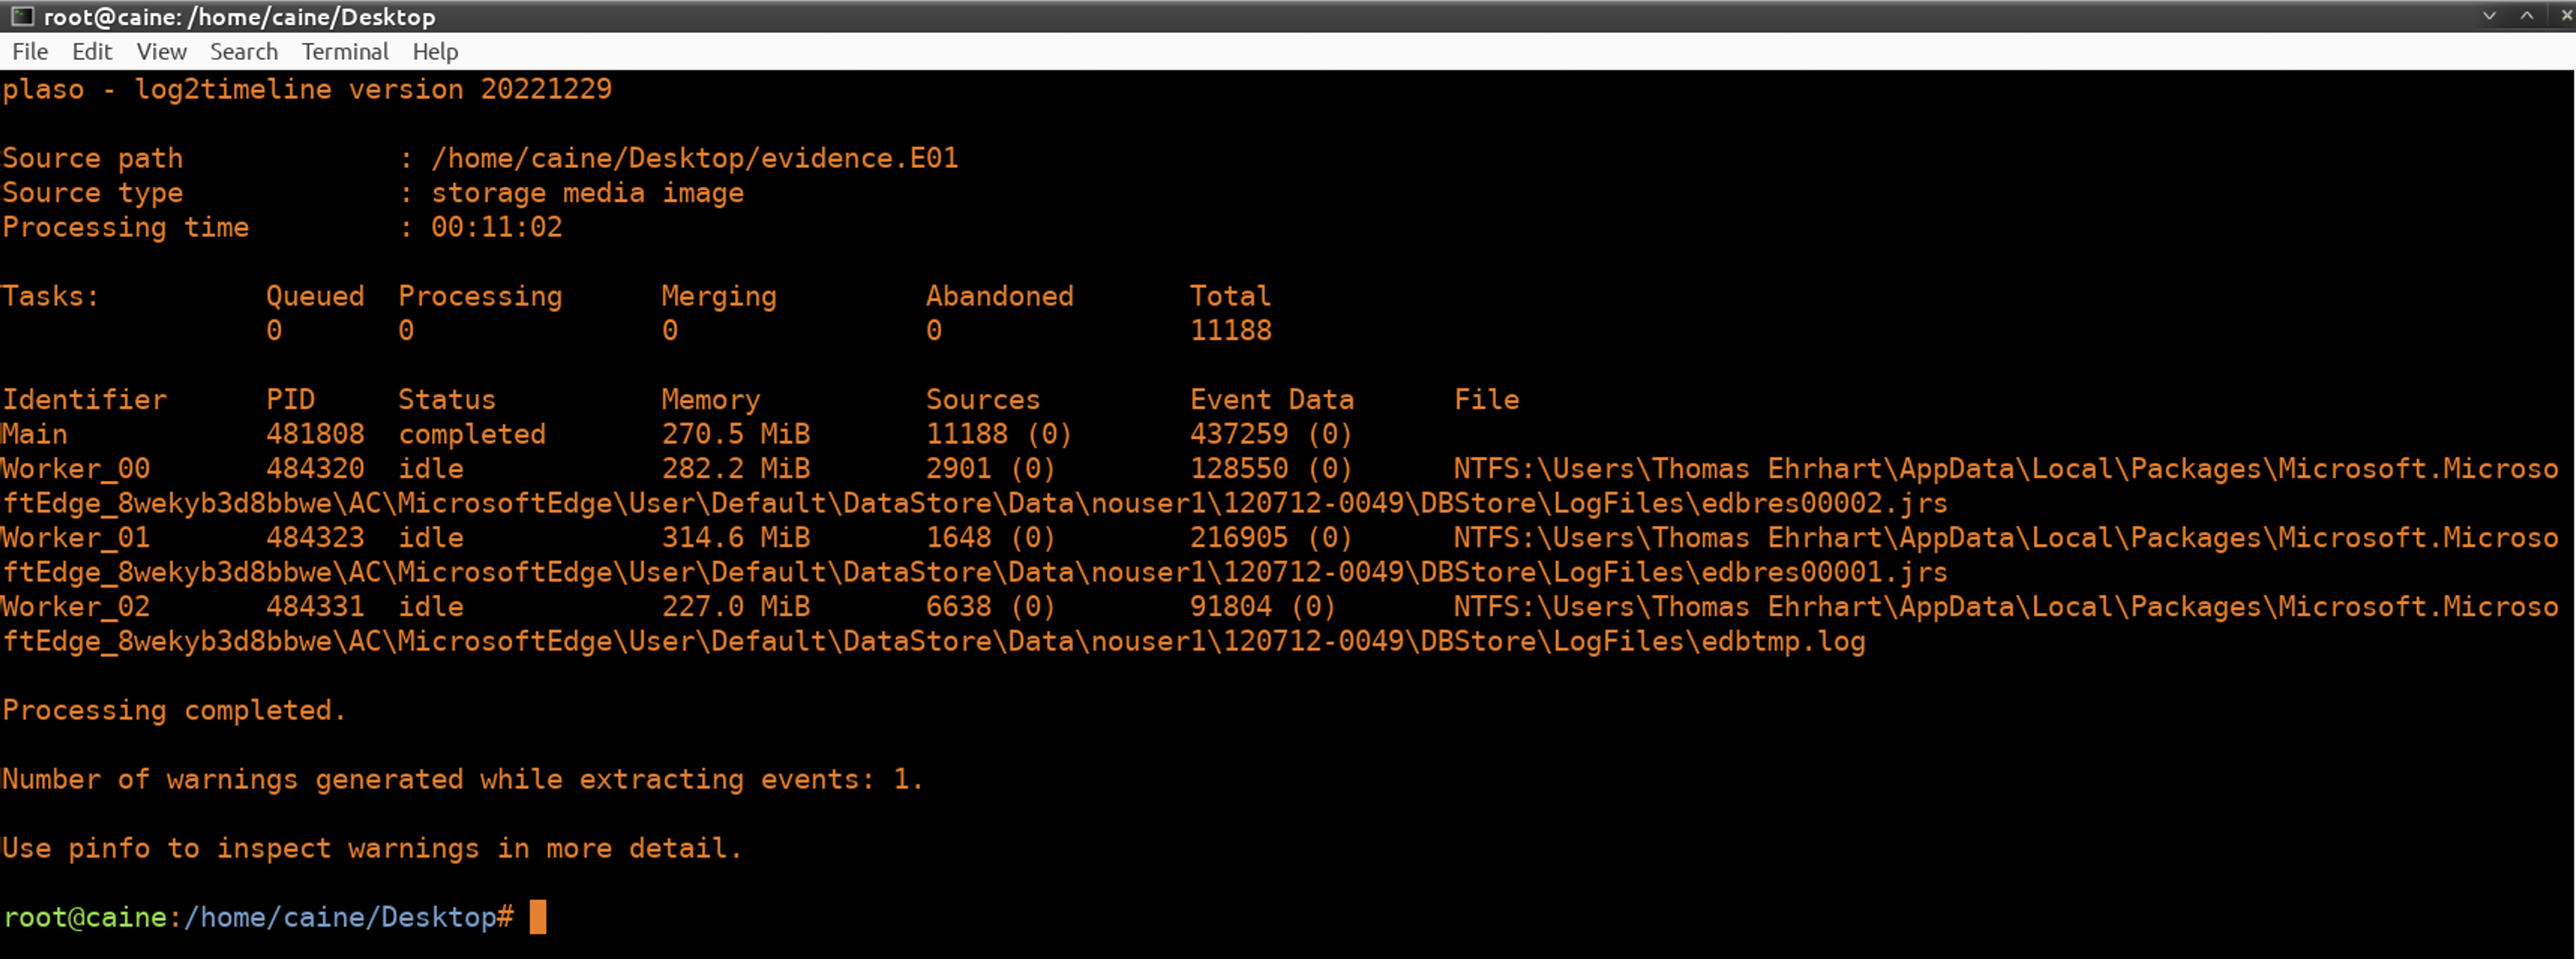 root@caine: /home/caine/Desktop
File Edit View Search Terminal Help
plaso - log2timeline version 20221229
Source path : /home/caine/Desktop/evidence.E01
Source type : storage media image
Processing time : 00:11:02
Tasks: Queued Processing Merging Abandoned Total
0 0 0 0 11188
Identifier PID Status Memory Sources Event Data File
Main 481808 completed 270.5 MiB 11188 (0) 437259 (0)
Worker_00 484320 idle 282.2 MiB 2901 (0) 128550 (0) NTFS:\Users\Thomas Ehrhart\AppData\Local\Packages\Microsoft.Microso
ftEdge_8wekyb3d8bbwe\AC\MicrosoftEdge\User\Default\DataStore\Data\nouser1\120712-0049\DBStore\LogFiles\edbres00002.jrs
Worker_01 484323 idle 314.6 MiB 1648 (0) 216905 (0) NTFS:\Users\Thomas Ehrhart\AppData\Local\Packages\Microsoft.Microso
ftEdge_8wekyb3d8bbwe\AC\MicrosoftEdge\User\Default\DataStore\Data\nouser1\120712-0049\DBStore\LogFiles\edbres00001.jrs
Worker_02 484331 idle 227.0 MiB 6638 (0) 91804 (0) NTFS:\Users\Thomas Ehrhart\AppData\Local\Packages\Microsoft.Microso
ftEdge_8wekyb3d8bbwe\AC\MicrosoftEdge\User\Default\DataStore\Data\nouser1\120712-0049\DBStore\LogFiles\edbtmp.log
Processing completed.
Number of warnings generated while extracting events: 1.
Use pinfo to inspect warnings in more detail.
root@caine:/home/caine/Desktop#